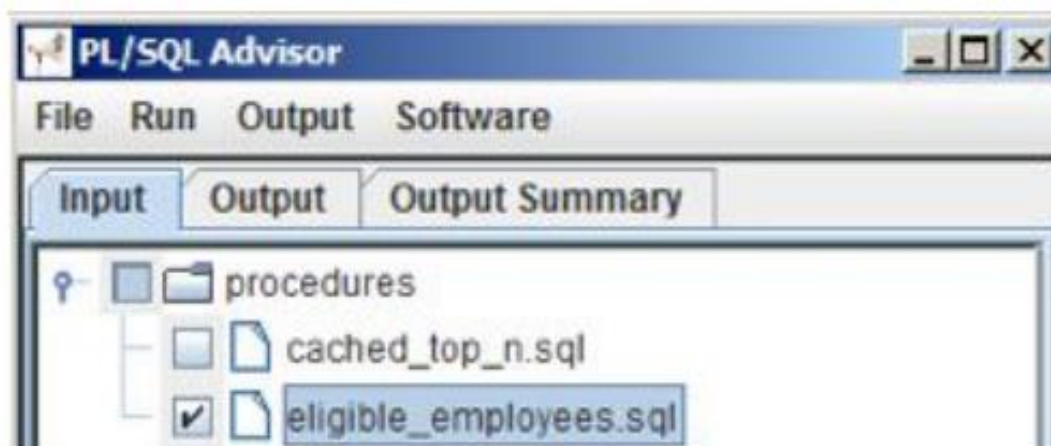 PL/SQL Advisor
File Run Output Software
Input Output Output Summary
procedures
cached_top_n.sql
eligible_employees.sql